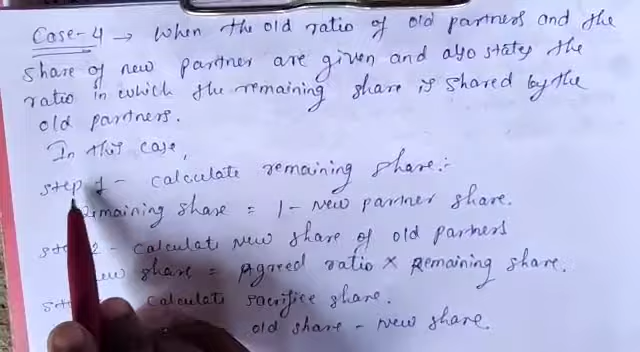 Case-4 → When the old ratio of old partners and the
share of new partner are given and also states the
ratio in which the remaining share is shared by the
old partners.
In this case,
step 1 - calculate remaining share:-
Remaining share = 1 - New partner share.
2 - Calculate New share of old partners
New share = Agreed ratio × Remaining share.
Calculate sacrifice share.
old share - New share.